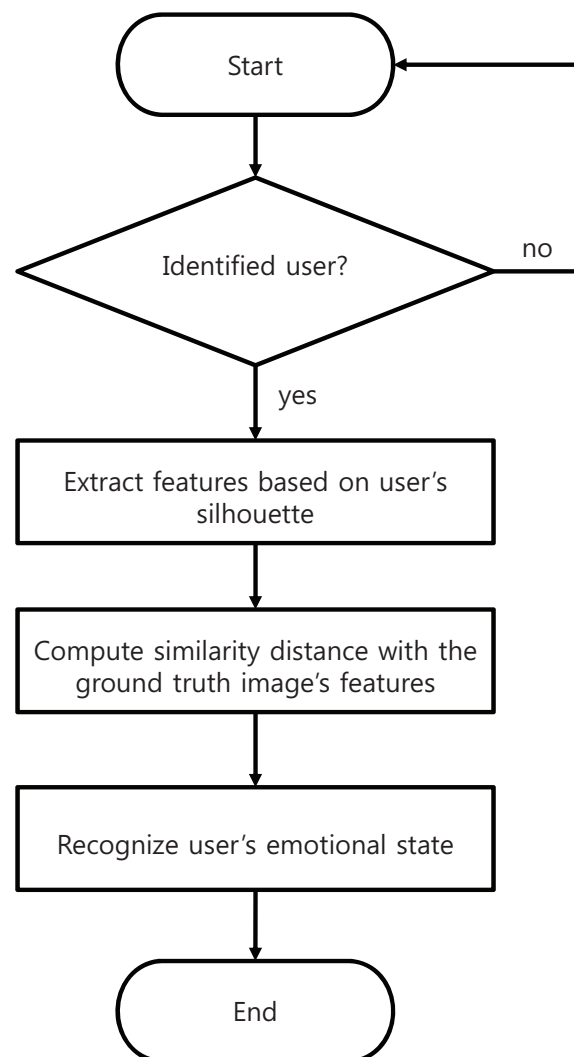 Start
Identified user?
no
yes
Extract features based on user’s
silhouette
Compute similarity distance with the
ground truth image’s features
Recognize user’s emotional state
End